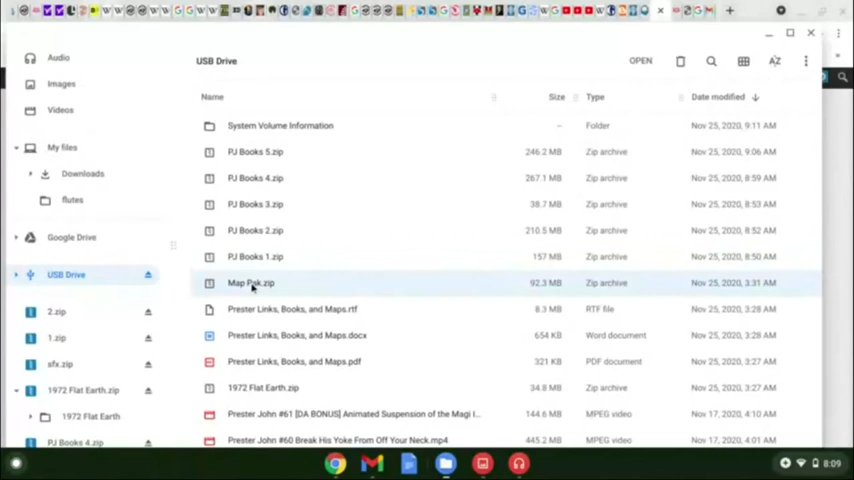 Audio
Images
Videos
My files
Downloads
flutes
Google Drive
USB Drive
2.zip
1.zip
sfx.zip
1972 Flat Earth.zip
1972 Flat Earth
PJ Books 4.zip
USB Drive
OPEN
AZ
Name Size Type Date modified
System Volume Information – Folder Nov 25, 2020, 9:11 AM
PJ Books 5.zip 246.2 MB Zip archive Nov 25, 2020, 9:06 AM
PJ Books 4.zip 267.1 MB Zip archive Nov 25, 2020, 8:59 AM
PJ Books 3.zip 38.7 MB Zip archive Nov 25, 2020, 8:53 AM
PJ Books 2.zip 210.5 MB Zip archive Nov 25, 2020, 8:52 AM
PJ Books 1.zip 157 MB Zip archive Nov 25, 2020, 8:50 AM
Map Pak.zip 92.3 MB Zip archive Nov 25, 2020, 3:31 AM
Prester Links, Books, and Maps.rtf 8.3 MB RTF file Nov 25, 2020, 3:28 AM
Prester Links, Books, and Maps.docx 654 KB Word document Nov 25, 2020, 3:28 AM
Prester Links, Books, and Maps.pdf 321 KB PDF document Nov 25, 2020, 3:27 AM
1972 Flat Earth.zip 34.8 MB Zip archive Nov 25, 2020, 3:27 AM
Prester John #61 [DA BONUS] Animated Suspension of the Magi I... 144.6 MB MPEG video Nov 17, 2020, 4:03 AM
Prester John #60 Break His Yoke From Off Your Neck.mp4 445.2 MB MPEG video Nov 17, 2020, 4:01 AM
8:09